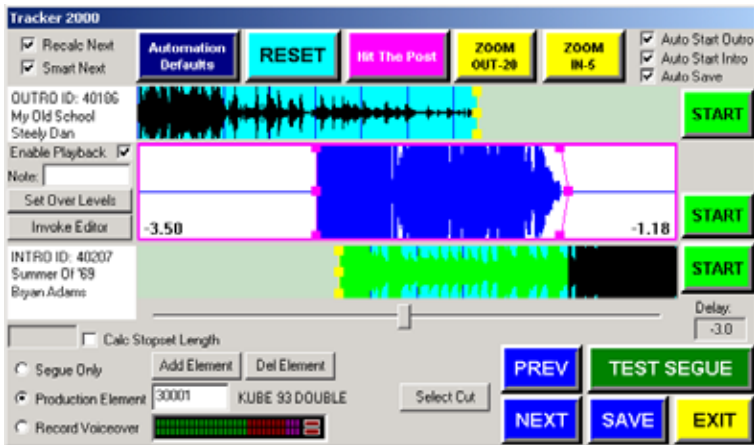 Tracker 2000
Recalc Next
Smart Next
Automation Defaults
RESET
Hit The Post
ZOOM OUT-20
ZOOM IN-5
Auto Start Outro
Auto Start Intro
Auto Save
OUTRO ID: 40186
My Old School
Steely Dan
START
Enable Playback
Note:
Set Over Levels
Invoke Editor
-3.50
-1.18
START
INTRO ID: 40207
Summer Of '69
Bryan Adams
START
Delay:
-3.0
Calc Stopset Length
Segue Only
Add Element
Del Element
PREV
TEST SEGUE
Production Element
30001
KUBE 93 DOUBLE
Select Cut
Record Voiceover
NEXT
SAVE
EXIT